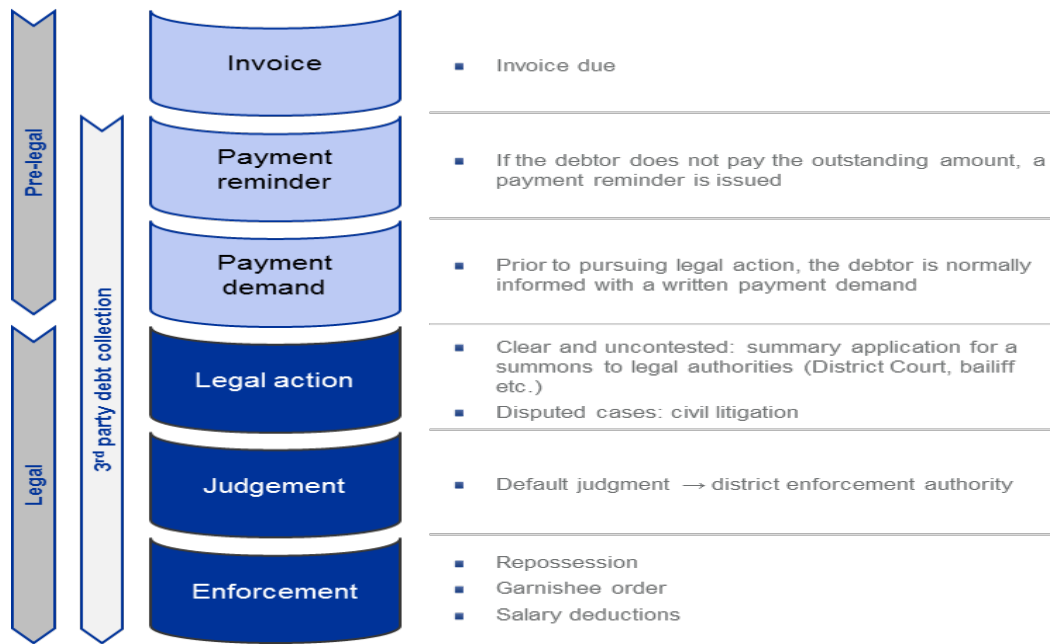 Pre-legal
Legal
3rd party debt collection
Invoice
Invoice due
Payment
reminder
If the debtor does not pay the outstanding amount, a
payment reminder is issued
Payment
demand
Prior to pursuing legal action, the debtor is normally
informed with a written payment demand
Legal action
Clear and uncontested: summary application for a
summons to legal authorities (District Court, bailiff
etc.)
Disputed cases: civil litigation
Judgement
Default judgment → district enforcement authority
Enforcement
Repossession
Garnishee order
Salary deductions